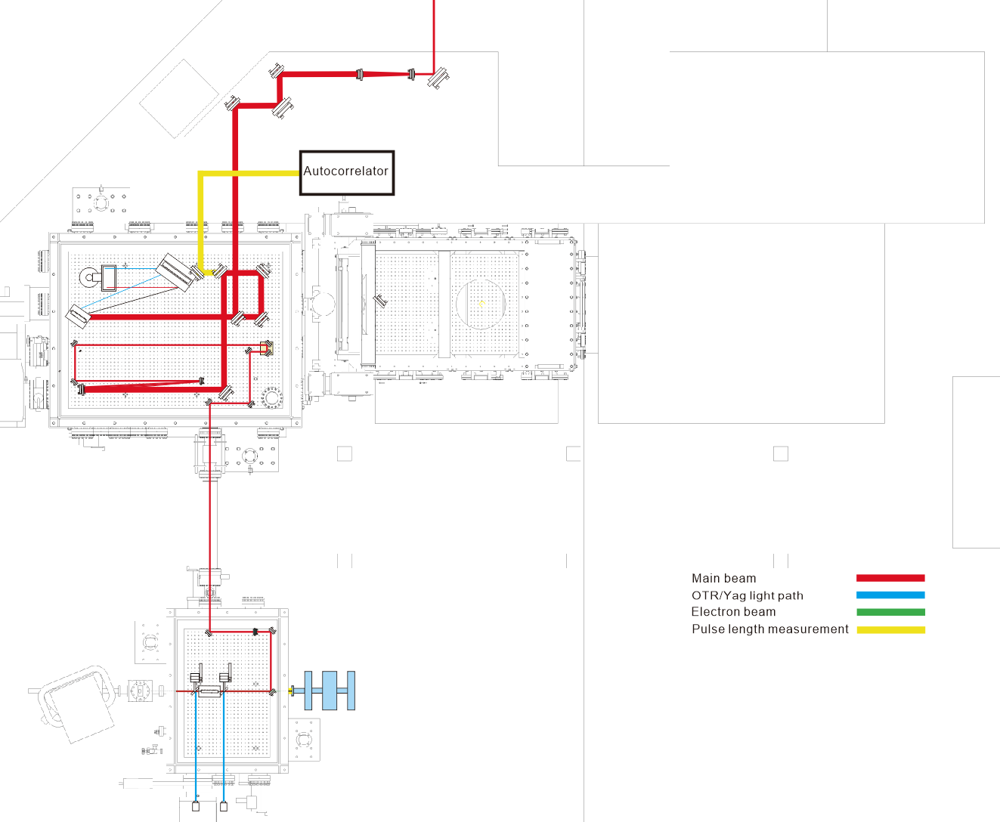 Autocorrelator
Main beam
OTR/Yag light path
Electron beam
Pulse length measurement